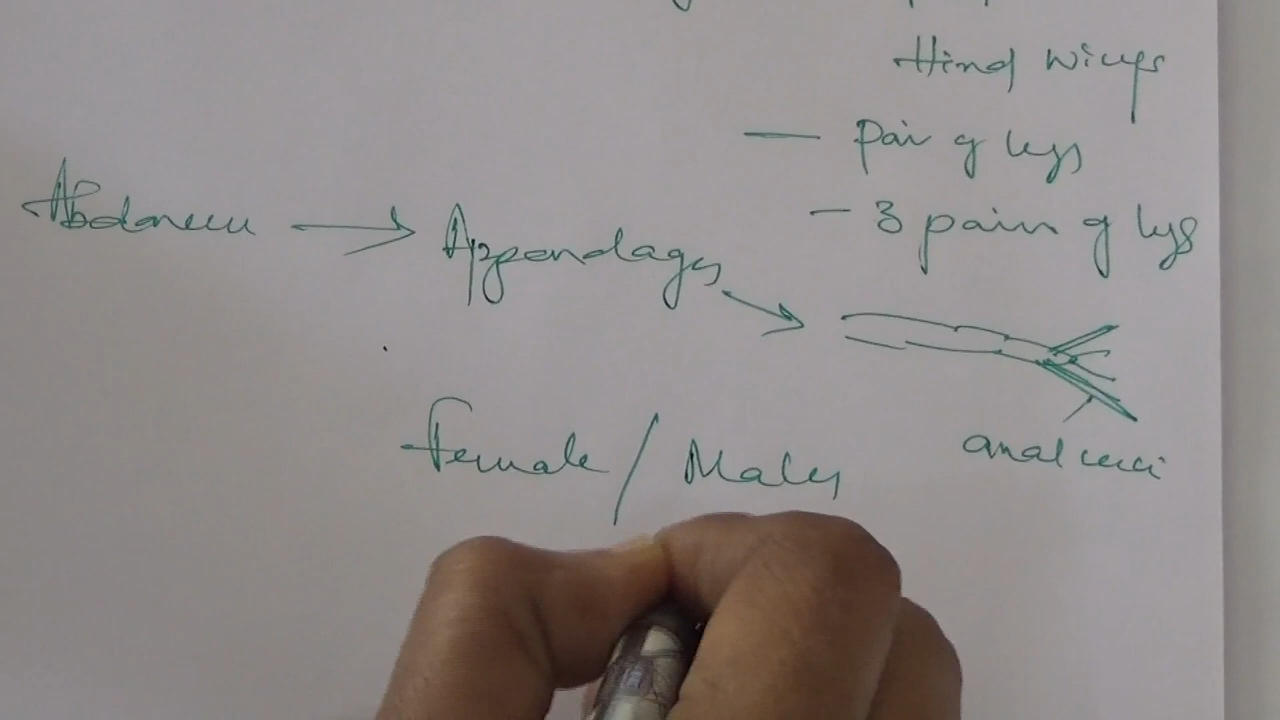 Hind Wings
— Pair of legs
- 3 pairs of legs
Abdomen → Appendages →
anal cerci
Female / Males